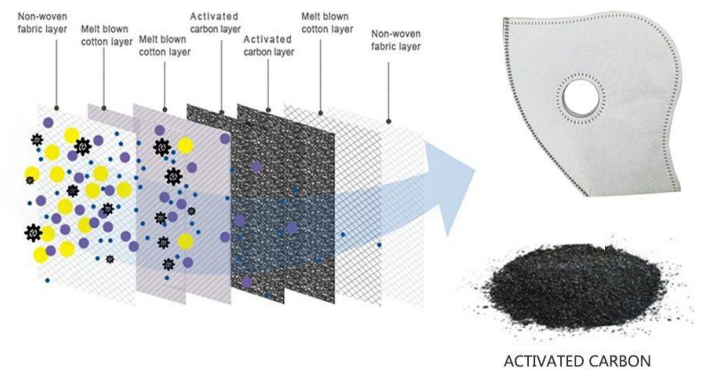 Non-woven
fabric layer
Melt blown
cotton layer
Melt blown
cotton layer
Activated
carbon layer
Activated
carbon layer
Melt blown
cotton layer
Non-woven
fabric layer
ACTIVATED CARBON